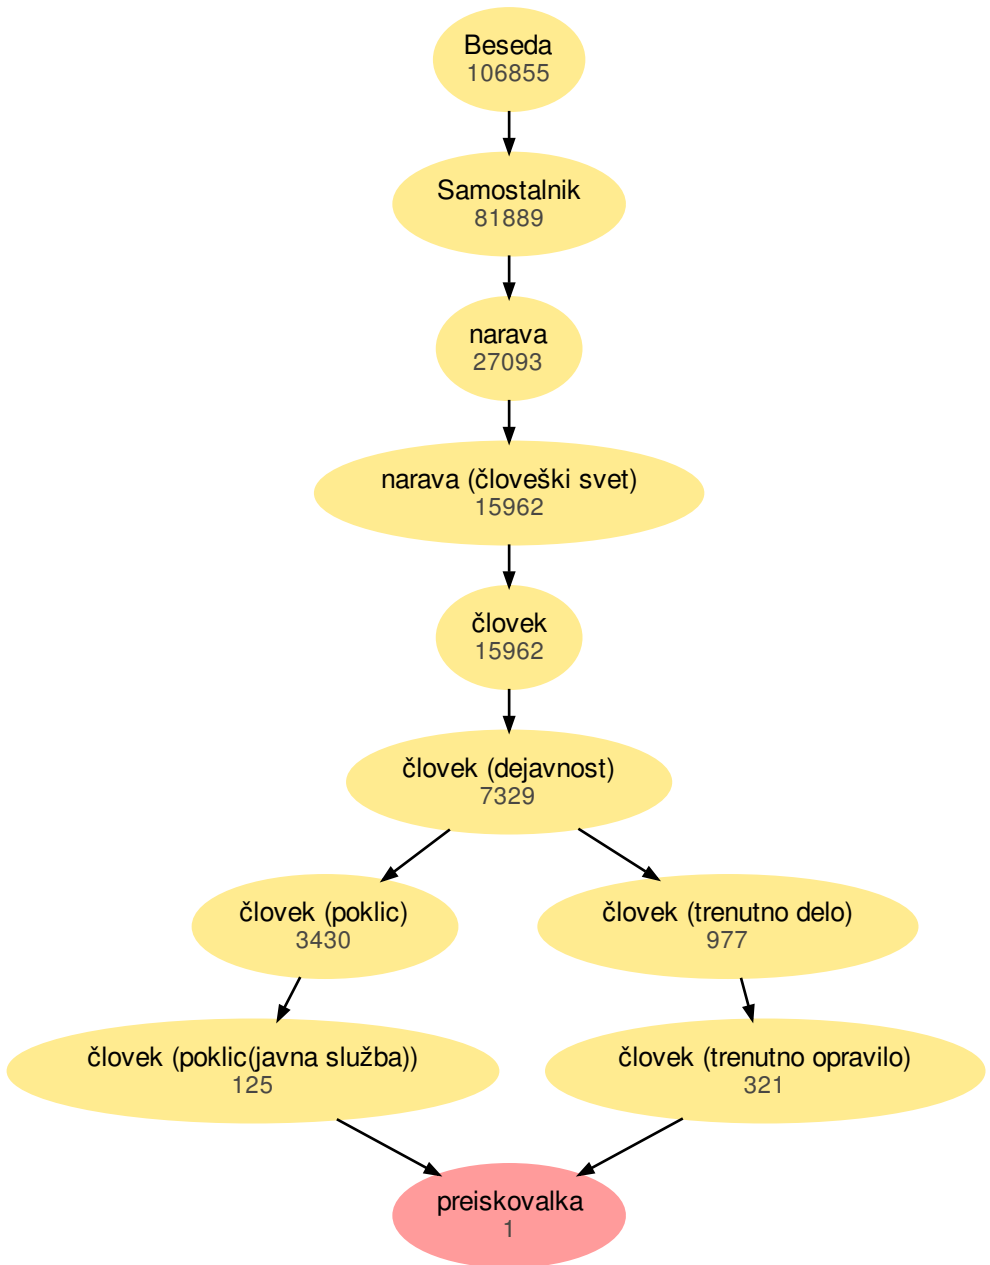 Beseda
106855
Samostalnik
81889
narava
27093
narava (človeški svet)
15962
človek
15962
človek (dejavnost)
7329
človek (poklic)
3430
človek (trenutno delo)
977
človek (poklic(javna služba))
125
človek (trenutno opravilo)
321
preiskovalka
1